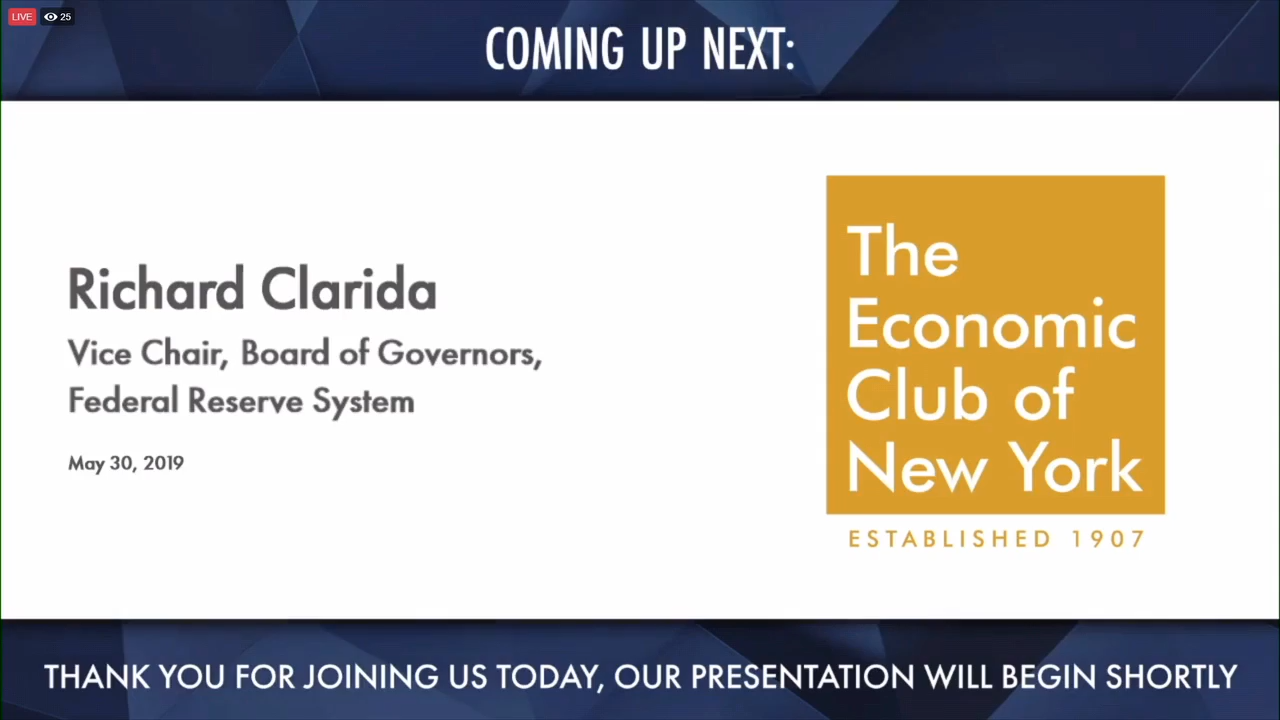 LIVE 25
COMING UP NEXT:
Richard Clarida
Vice Chair, Board of Governors,
Federal Reserve System
May 30, 2019
The
Economic
Club of
New York
ESTABLISHED 1907
THANK YOU FOR JOINING US TODAY, OUR PRESENTATION WILL BEGIN SHORTLY